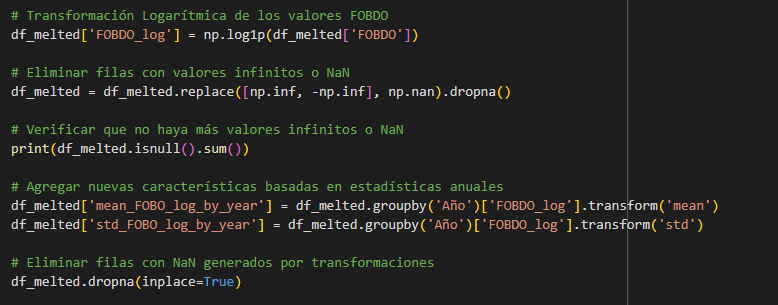 # Transformación Logarítmica de los valores FOBDO
df_melted['FOBDO_log'] = np.log1p(df_melted['FOBDO'])
# Eliminar filas con valores infinitos o NaN
df_melted = df_melted.replace([np.inf, -np.inf], np.nan).dropna()
# Verificar que no haya más valores infinitos o NaN
print(df_melted.isnull().sum())
# Agregar nuevas características basadas en estadísticas anuales
df_melted['mean_FOBO_log_by_year'] = df_melted.groupby('Año')['FOBDO_log'].transform('mean')
df_melted['std_FOBO_log_by_year'] = df_melted.groupby('Año')['FOBDO_log'].transform('std')
# Eliminar filas con NaN generados por transformaciones
df_melted.dropna(inplace=True)